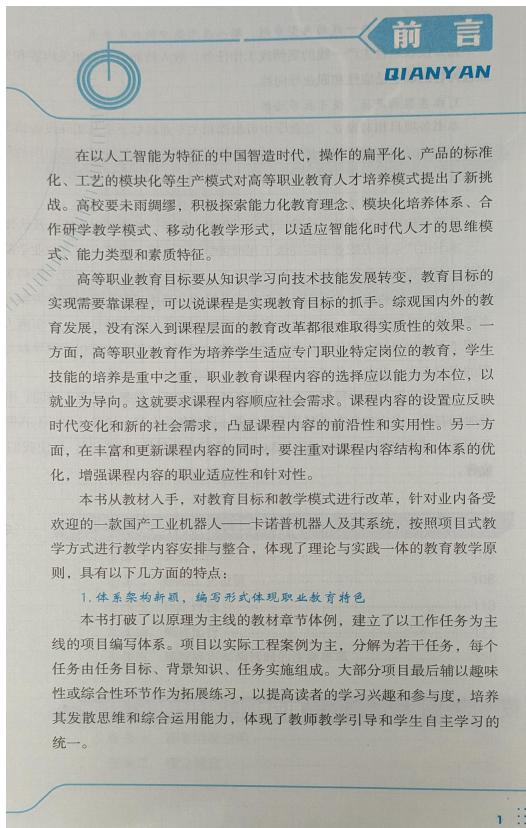 前 言
QIANYAN
在以人工智能为特征的中国智造时代，操作的扁平化、产品的标准
化、工艺的模块化等生产模式对高等职业教育人才培养模式提出了新挑
战。高校要未雨绸缪，积极探索能力化教育理念、模块化培养体系、合
作研学教学模式、移动化教学形式，以适应智能化时代人才的思维模
式、能力类型和素质特征。
高等职业教育目标要从知识学习向技术技能发展转变，教育目标的
实现需要靠课程，可以说课程是实现教育目标的抓手。综观国内外的教
育发展，没有深入到课程层面的教育改革都很难取得实质性的效果。一
方面，高等职业教育作为培养学生适应专门职业特定岗位的教育，学生
技能的培养是重中之重，职业教育课程内容的选择应以能力为本位，以
就业为导向。这就要求课程内容顺应社会需求。课程内容的设置应反映
时代变化和新的社会需求，凸显课程内容的前沿性和实用性。另一方
面，在丰富和更新课程内容的同时，要注重对课程内容结构和体系的优
化，增强课程内容的职业适应性和针对性。
本书从教材入手，对教育目标和教学模式进行改革，针对业内备受
欢迎的一款国产工业机器人——卡诺普机器人及其系统，按照项目式教
学方式进行教学内容安排与整合，体现了理论与实践一体的教育教学原
则，具有以下几方面的特点：
1.体系架构新颖，编写形式体现职业教育特色
本书打破了以原理为主线的教材章节体例，建立了以工作任务为主
线的项目编写体系。项目以实际工程案例为主，分解为若干任务，每个
任务由任务目标、背景知识、任务实施组成。大部分项目最后辅以趣味
性或综合性环节作为拓展练习，以提高读者的学习兴趣和参与度，培养
其发散思维和综合运用能力，体现了教师教学引导和学生自主学习的
统一。
1